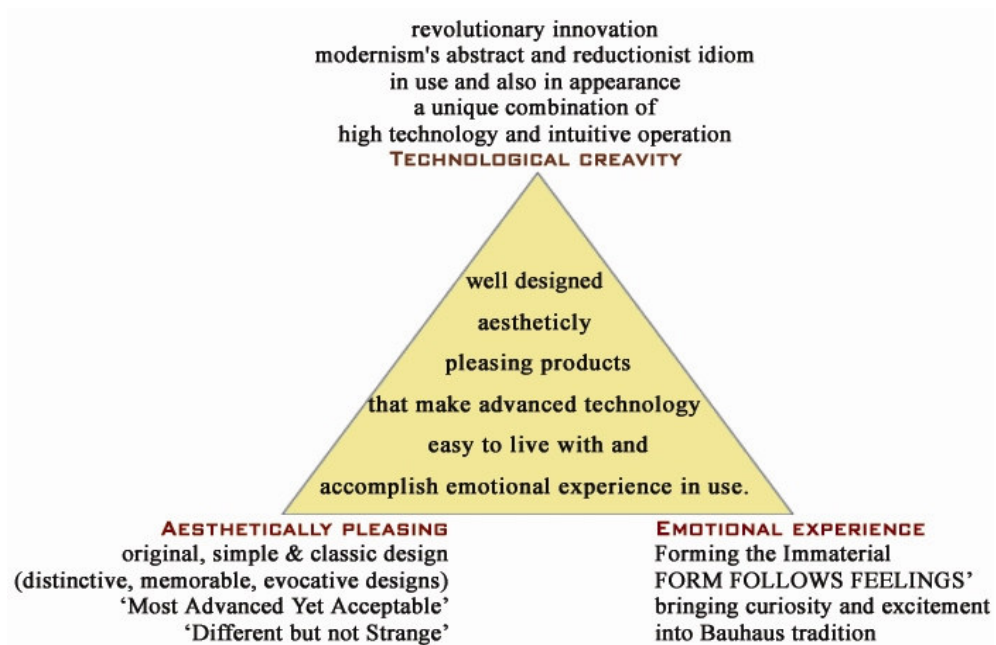 revolutionary innovation
modernism's abstract and reductionist idiom
in use and also in appearance
a unique combination of
high technology and intuitive operation
TECHNOLOGICAL CREAVITY
well designed
aestheticly
pleasing products
that make advanced technology
easy to live with and
accomplish emotional experience in use.
AESTHETICALLY PLEASING
original, simple & classic design
(distinctive, memorable, evocative designs)
‘Most Advanced Yet Acceptable’
‘Different but not Strange’
EMOTIONAL EXPERIENCE
Forming the Immaterial
FORM FOLLOWS FEELINGS’
bringing curiosity and excitement
into Bauhaus tradition